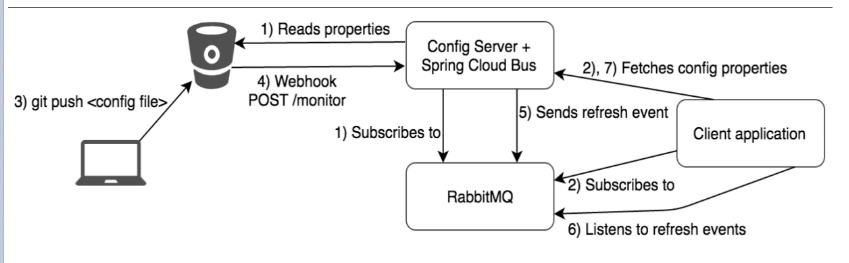 1) Reads properties
Config Server +
Spring Cloud Bus
2), 7) Fetches config properties
4) Webhook
POST /monitor
3) git push <config file>
5) Sends refresh event
Client application
1) Subscribes to
RabbitMQ
2) Subscribes to
6) Listens to refresh events